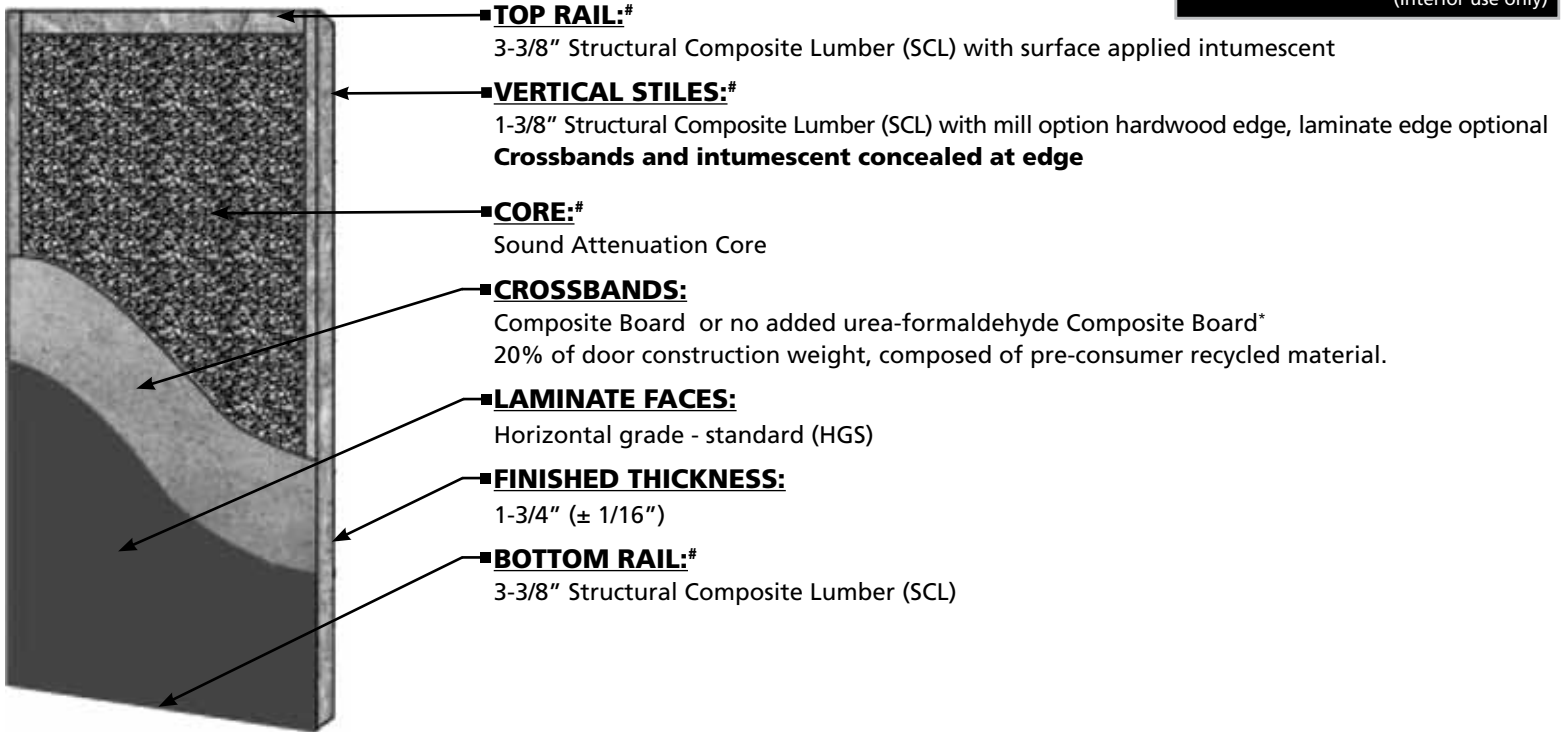 (interior use only)
TOP RAIL:#
3-3/8” Structural Composite Lumber (SCL) with surface applied intumescent
VERTICAL STILES:#
1-3/8” Structural Composite Lumber (SCL) with mill option hardwood edge, laminate edge optional
Crossbands and intumescent concealed at edge
CORE:#
Sound Attenuation Core
CROSSBANDS:
Composite Board or no added urea-formaldehyde Composite Board*
20% of door construction weight, composed of pre-consumer recycled material.
LAMINATE FACES:
Horizontal grade - standard (HGS)
FINISHED THICKNESS:
1-3/4” (± 1/16”)
BOTTOM RAIL:#
3-3/8” Structural Composite Lumber (SCL)